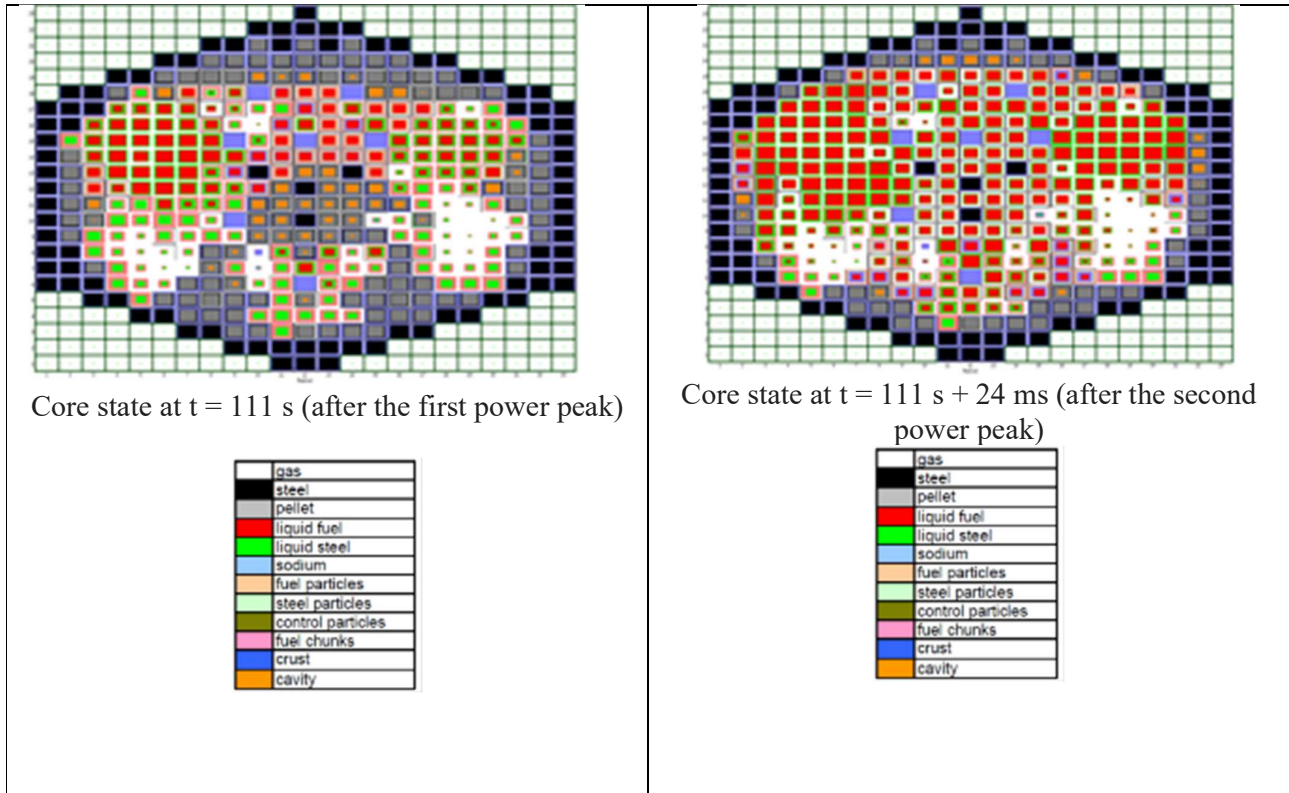 Core state at t = 111 s (after the first power peak)
gas
steel
pellet
liquid fuel
liquid steel
sodium
fuel particles
steel particles
control particles
fuel chunks
crust
cavity
Core state at t = 111 s + 24 ms (after the second
power peak)
gas
steel
pellet
liquid fuel
liquid steel
sodium
fuel particles
steel particles
control particles
fuel chunks
crust
cavity